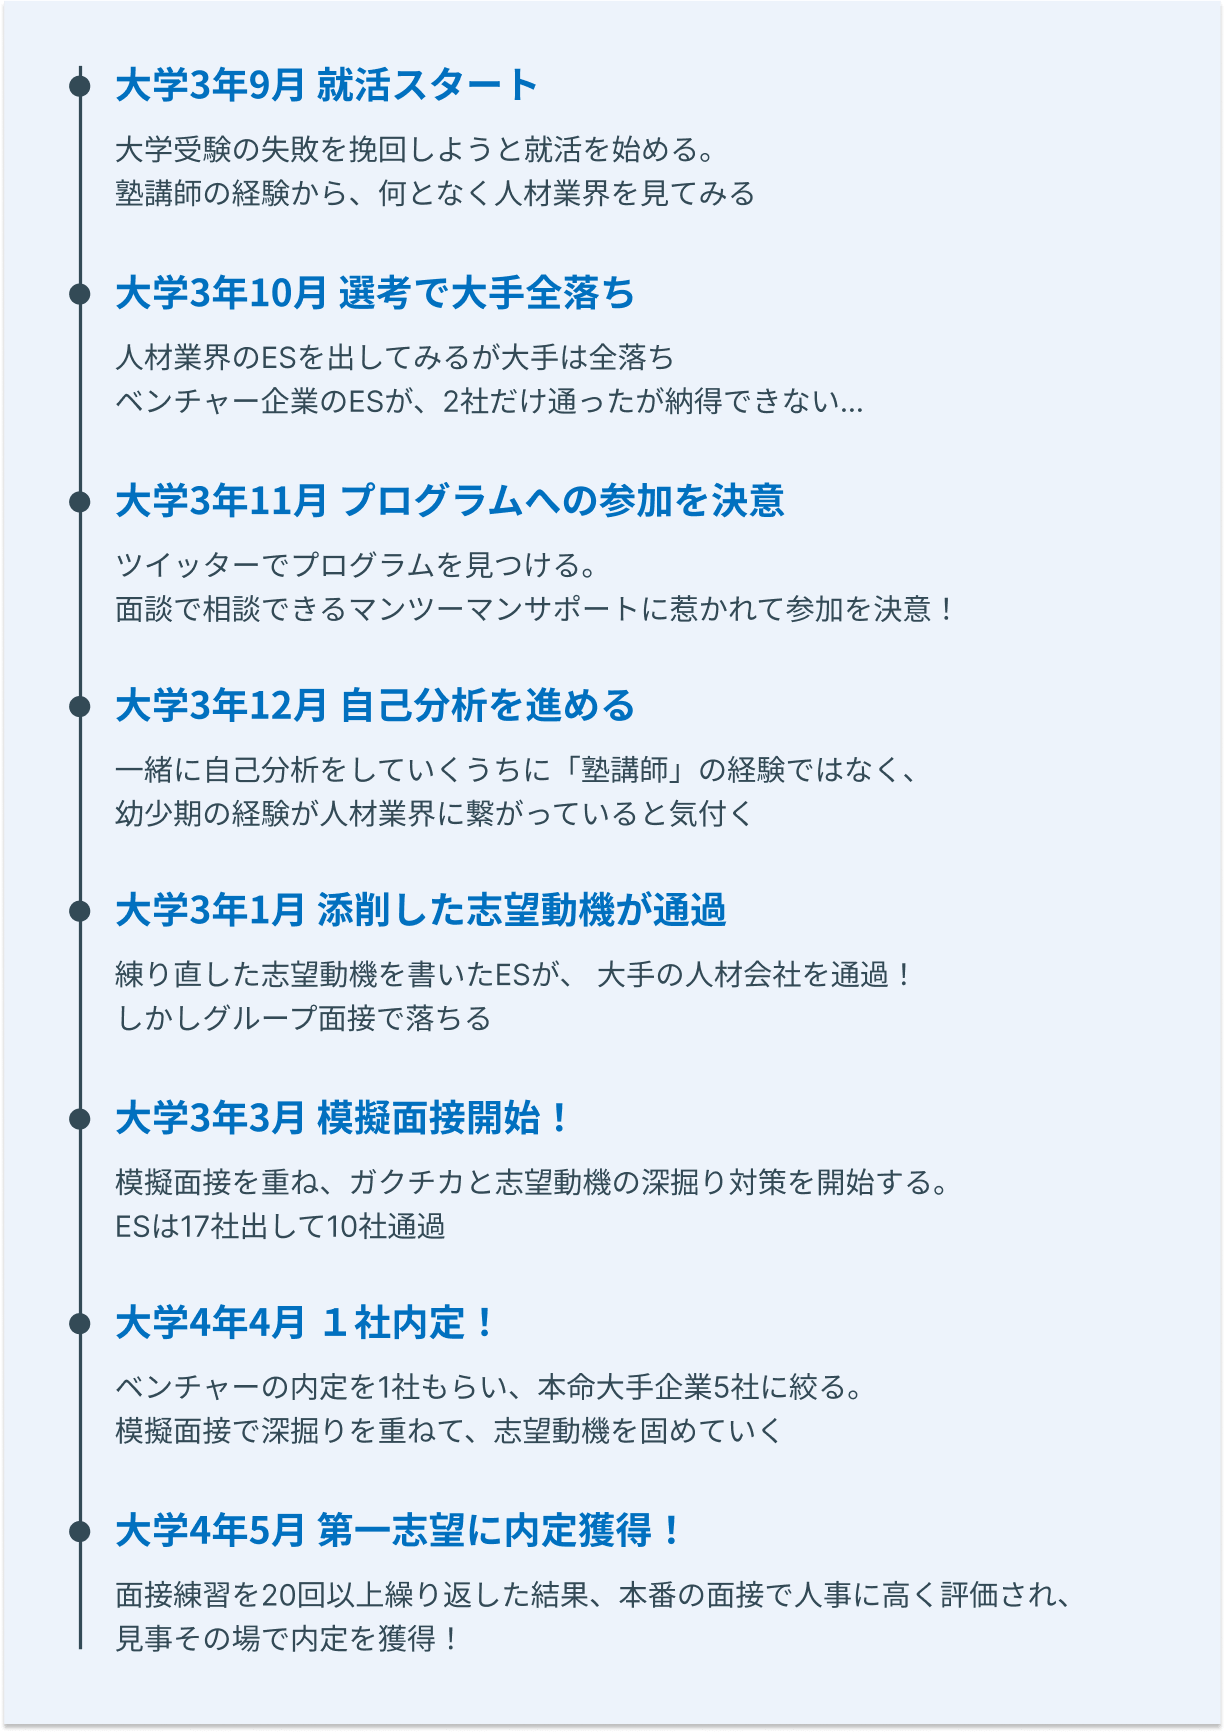 大学3年9月 就活スタート
大学受験の失敗を挽回しようと就活を始める。
塾講師の経験から、何となく人材業界を見てみる
大学3年10月 選考で大手全落ち
人材業界のESを出してみるが大手は全落ち
ベンチャー企業のESが、2社だけ通ったが納得できない...
大学3年11月 プログラムへの参加を決意
ツイッターでプログラムを見つける。
面談で相談できるマンツーマンサポートに惹かれて参加を決意！
大学3年12月 自己分析を進める
一緒に自己分析をしていくうちに「塾講師」の経験ではなく、
幼少期の経験が人材業界に繋がっていると気付く
大学3年1月 添削した志望動機が通過
練り直した志望動機を書いたESが、 大手の人材会社を通過！
しかしグループ面接で落ちる
大学3年3月 模擬面接開始！
模擬面接を重ね、ガクチカと志望動機の深掘り対策を開始する。
ESは17社出して10社通過
大学4年4月 １社内定！
ベンチャーの内定を1社もらい、本命大手企業5社に絞る。
模擬面接で深掘りを重ねて、志望動機を固めていく
大学4年5月 第一志望に内定獲得！
面接練習を20回以上繰り返した結果、本番の面接で人事に高く評価され、
見事その場で内定を獲得！